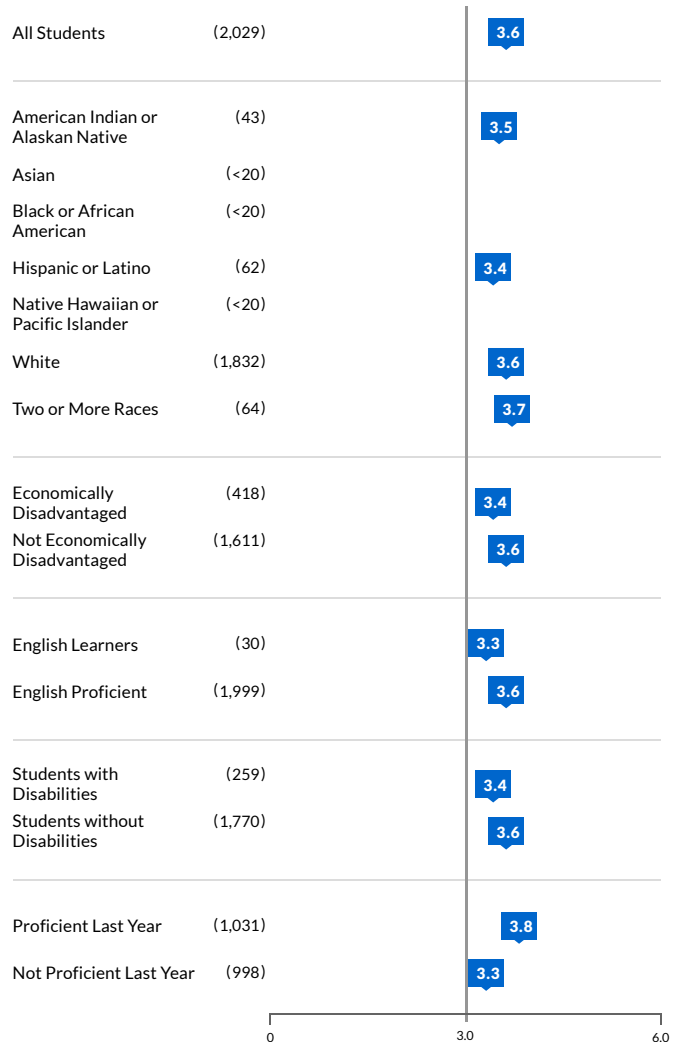 All Students (2,029) 3.6
American Indian or (43) 3.5
Alaskan Native
Asian (<20)
Black or African (<20)
American
Hispanic or Latino (62) 3.4
Native Hawaiian or (<20)
Pacific Islander
White (1,832) 3.6
Two or More Races (64) 3.7
Economically (418) 3.4
Disadvantaged
Not Economically (1,611) 3.6
Disadvantaged
English Learners (30) 3.3
English Proficient (1,999) 3.6
Students with (259) 3.4
Disabilities
Students without (1,770) 3.6
Disabilities
Proficient Last Year (1,031) 3.8
Not Proficient Last Year (998) 3.3
0 3.0 6.0